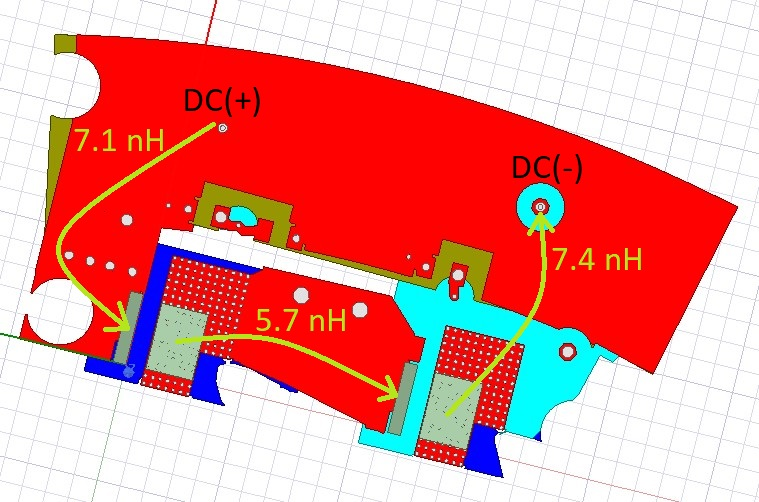 DC(+)
7.1 nH
DC(-)
7.4 nH
5.7 nH